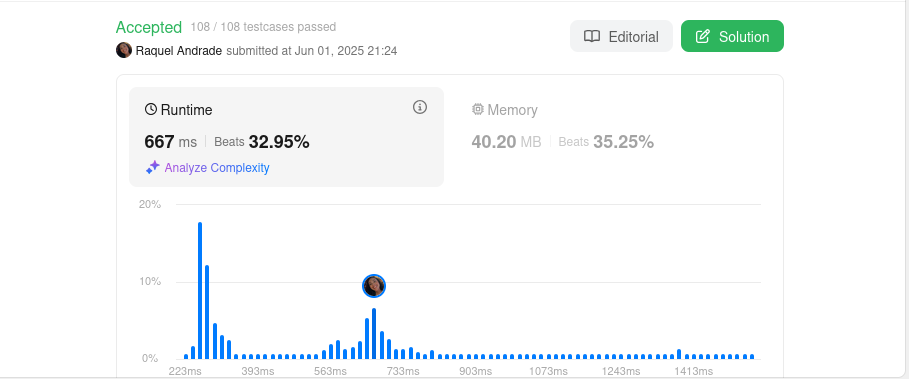 Accepted 108 / 108 testcases passed
Raquel Andrade submitted at Jun 01, 2025 21:24
Editorial
Solution
Runtime
667 ms Beats 32.95%
Analyze Complexity
Memory
40.20 MB Beats 35.25%
20%
10%
0%
223ms 393ms 563ms 733ms 903ms 1073ms 1243ms 1413ms